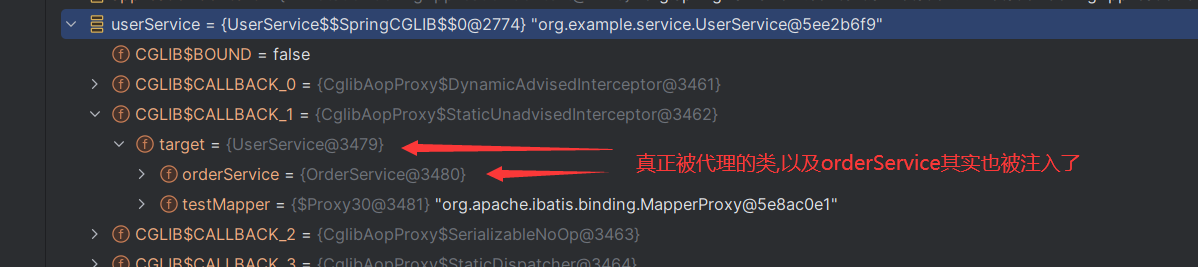 userService = {UserService$$SpringCGLIB$$0@2774} "org.example.service.UserService@5ee2b6f9"
CGLIB$BOUND = false
CGLIB$CALLBACK_0 = {CglibAopProxy$DynamicAdvisedInterceptor@3461}
CGLIB$CALLBACK_1 = {CglibAopProxy$StaticUnadvisedInterceptor@3462}
target = {UserService@3479}
真正被代理的类,以及orderService其实也被注入了
orderService = {OrderService@3480}
testMapper = {$Proxy30@3481} "org.apache.ibatis.binding.MapperProxy@5e8ac0e1"
CGLIB$CALLBACK_2 = {CglibAopProxy$SerializableNoOp@3463}
CGLIB$CALLBACK_3 = {CglibAopProxy$StaticDispatcher@3464}